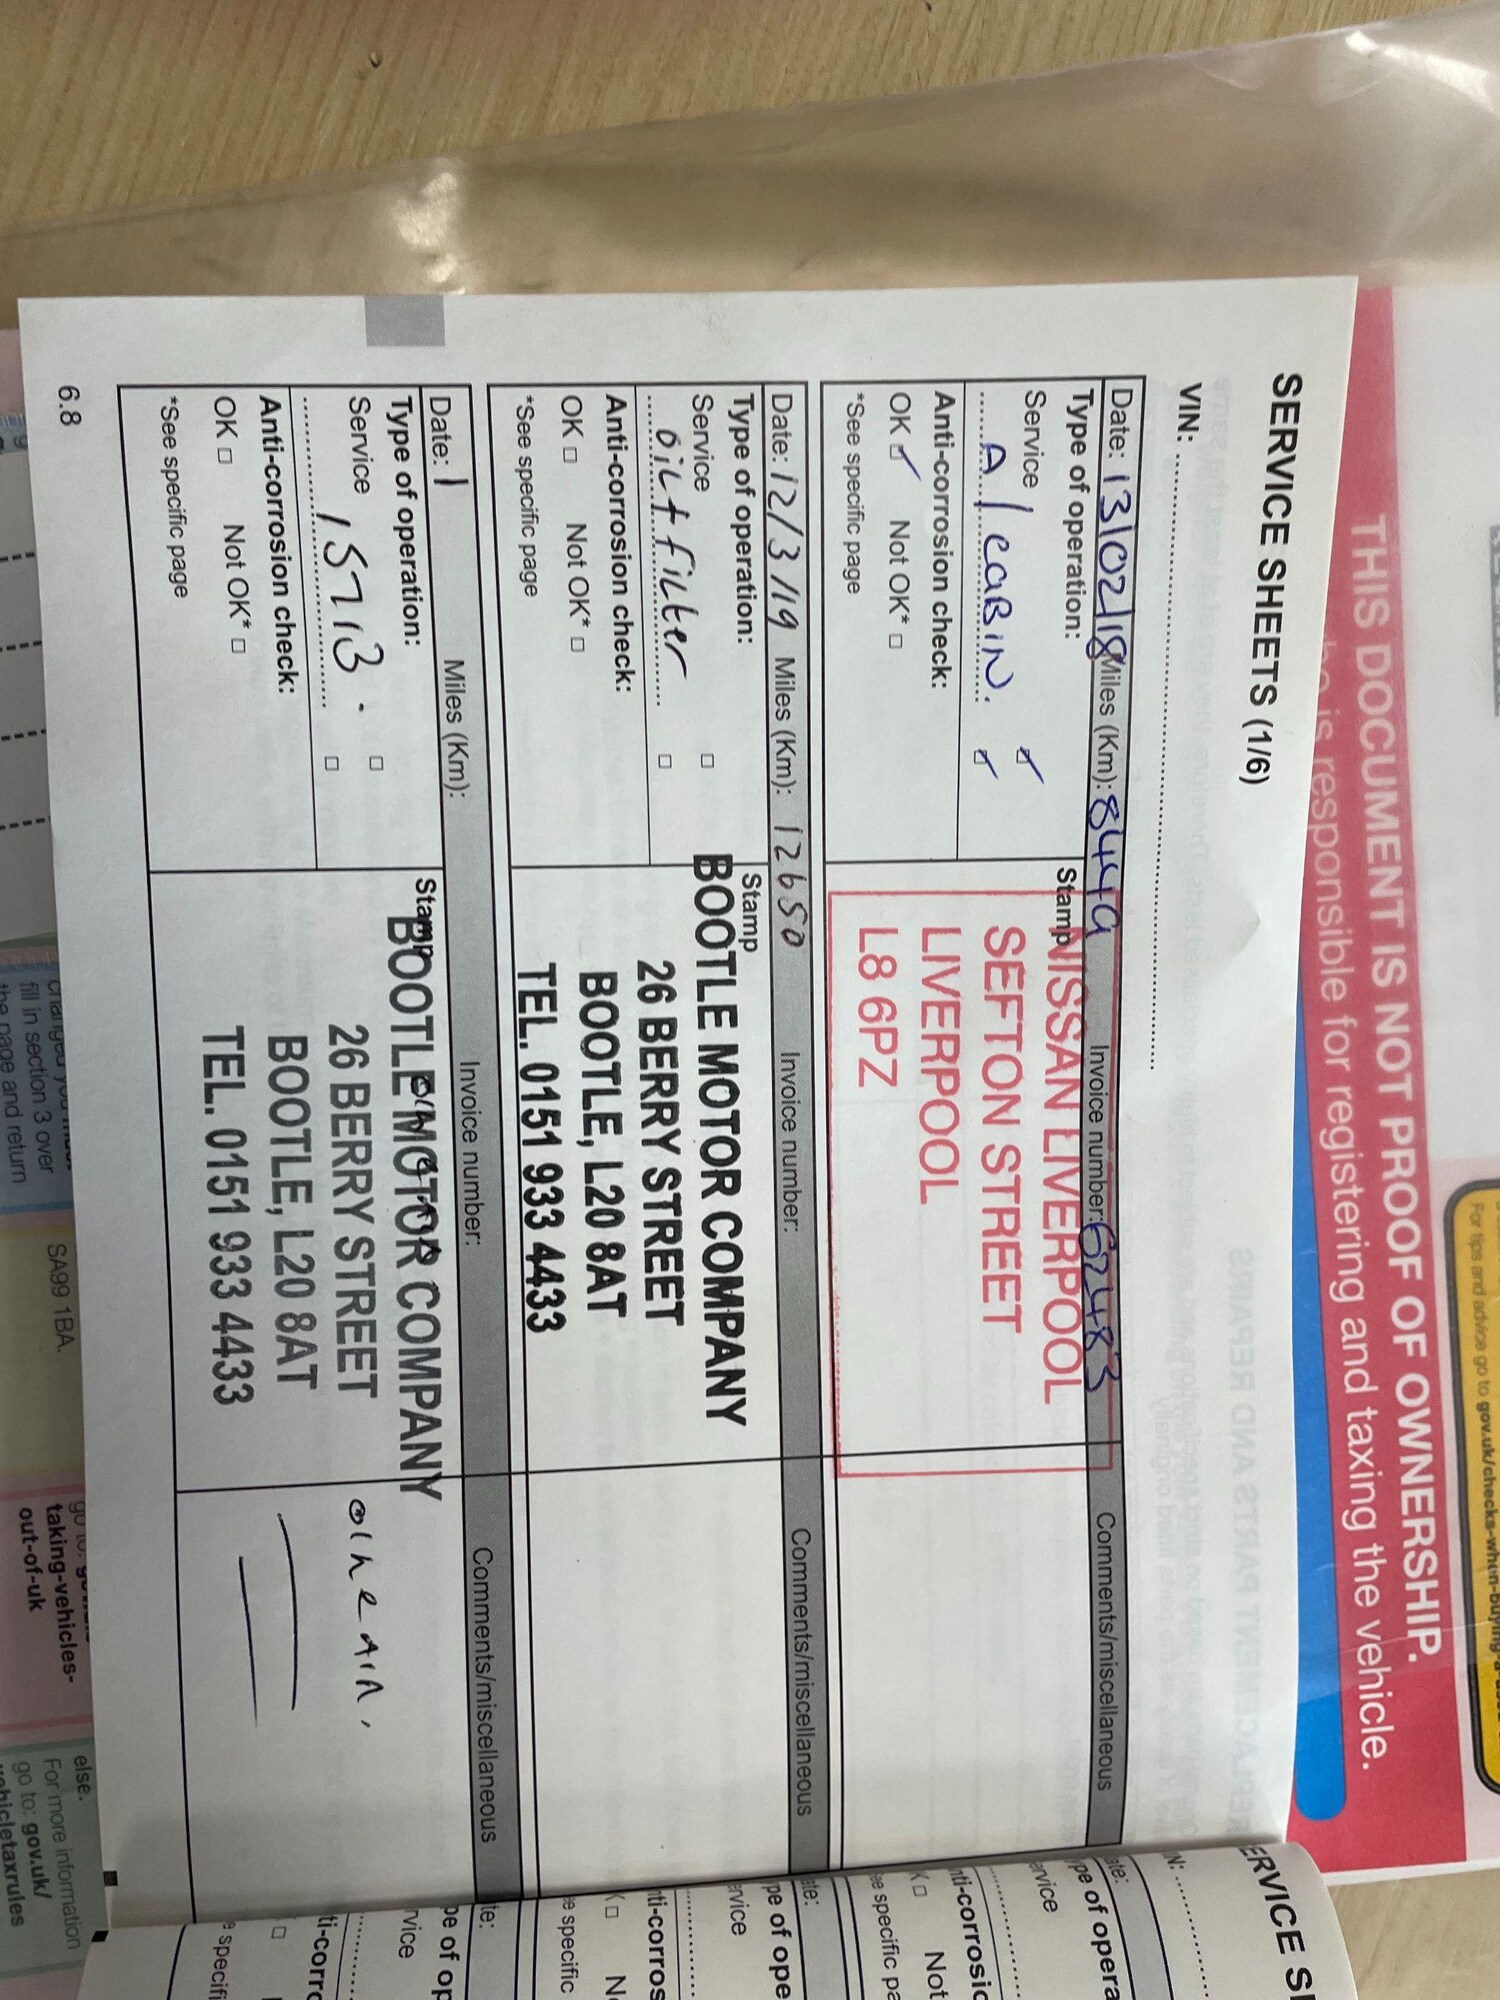 THIS DOCUMENT IS NOT PROOF OF OWNERSHIP.
is responsible for registering and taxing the vehicle.
For tips and advice go to gov.uk/checks-when-buying-a-used
SERVICE SHEETS (1/6)
VIN:
Date: 13/02/18 Miles (Km): 8449 Invoice number: 62483 Comments/miscellaneous
Type of operation:
Service
A/CABIN.
Anti-corrosion check:
OK Not OK*
*See specific page
Stamp
NISSAN LIVERPOOL
SEFTON STREET
LIVERPOOL
L8 6PZ
Date: 12/3/19 Miles (Km): 12650 Invoice number: Comments/miscellaneous
Type of operation:
Service
oil + filter
Anti-corrosion check:
OK Not OK*
*See specific page
Stamp
BOOTLE MOTOR COMPANY
26 BERRY STREET
BOOTLE, L20 8AT
TEL. 0151 933 4433
Date: 1 Miles (Km): Invoice number: Comments/miscellaneous
Type of operation:
Service
15713.
Anti-corrosion check:
OK Not OK*
*See specific page
Stamp
BOOTLE MOTOR COMPANY
26 BERRY STREET
BOOTLE, L20 8AT
TEL. 0151 933 4433
6.8
fill in section 3 over
the page and return
SA99 1BA.
taking-vehicles-
out-of-uk
else.
For more information
go to: gov.uk/
vehicletaxrules